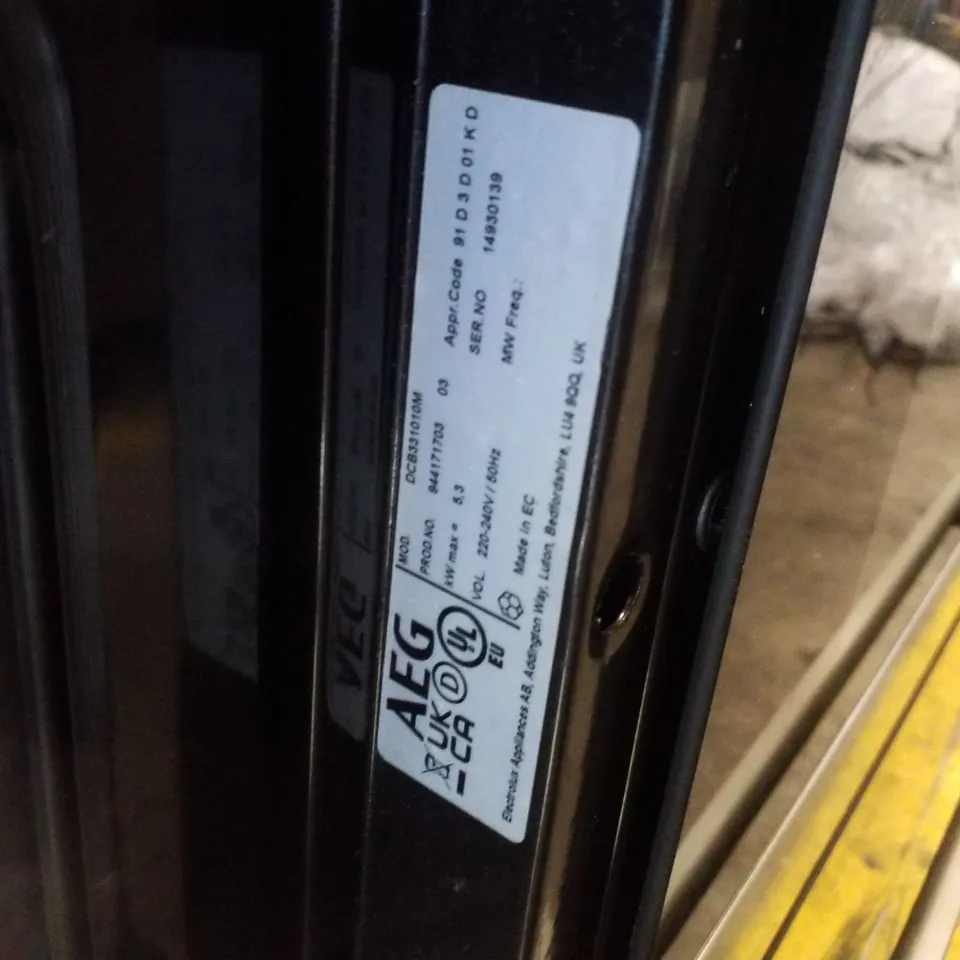 AEG
UK
CA
D
UL
EU
MOD. DCB331010M
PROD.NO. 944171703 03 Appr.Code 91 D 3 D 01 K D
kW max = 5,3 SER.NO 14930139
VOL. 220-240V / 50Hz MW Freq.:
Made in EC
Electrolux Appliances AB, Addington Way, Luton, Bedfordshire, LU4 9QQ, UK